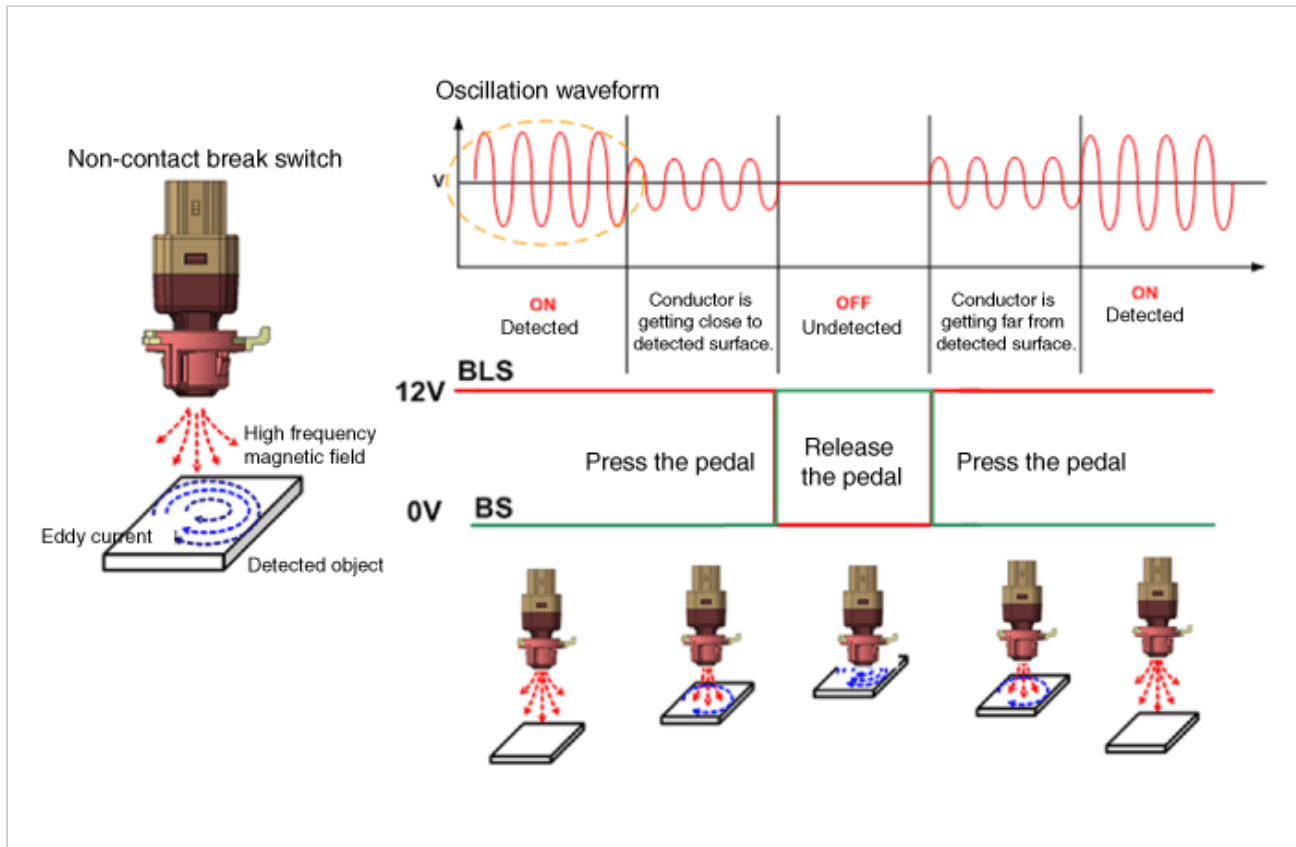 Oscillation waveform
Non-contact break switch
V
ON
Detected
Conductor is
getting close to
detected surface.
OFF
Undetected
Conductor is
getting far from
detected surface.
ON
Detected
BLS
12V
High frequency
magnetic field
Press the pedal
Release
the pedal
Press the pedal
0V
BS
Eddy current
Detected object